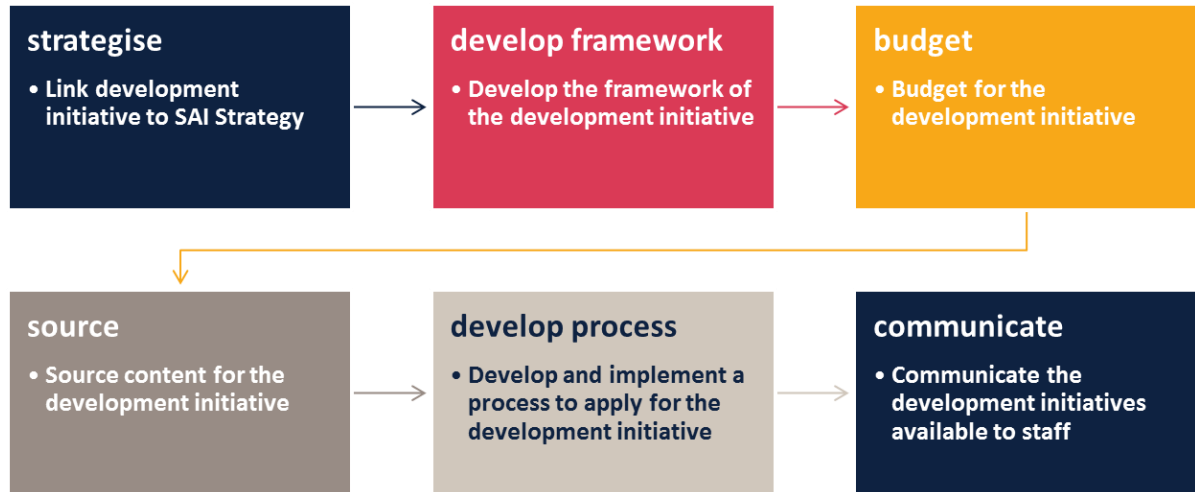 strategise
• Link development
initiative to SAI Strategy
develop framework
• Develop the framework of
the development initiative
budget
• Budget for the
development initiative
source
• Source content for the
development initiative
develop process
• Develop and implement a
process to apply for the
development initiative
communicate
• Communicate the
development initiatives
available to staff